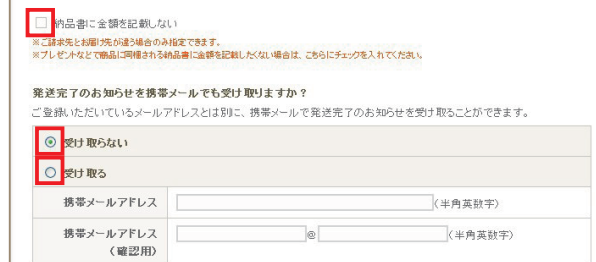 納品書に金額を記載しない
※ご請求先とお届け先が違う場合のみ指定できます。
※プレゼントなどで商品に同梱される納品書に金額を記載したくない場合は、こちらにチェックを入れてください。
発送完了のお知らせを携帯メールでも受け取りますか?
ご登録いただいているメールアドレスとは別に、携帯メールで発送完了のお知らせを受け取ることができます。
受け取らない
受け取る
携帯メールアドレス (半角英数字)
携帯メールアドレス @ (半角英数字)
(確認用)